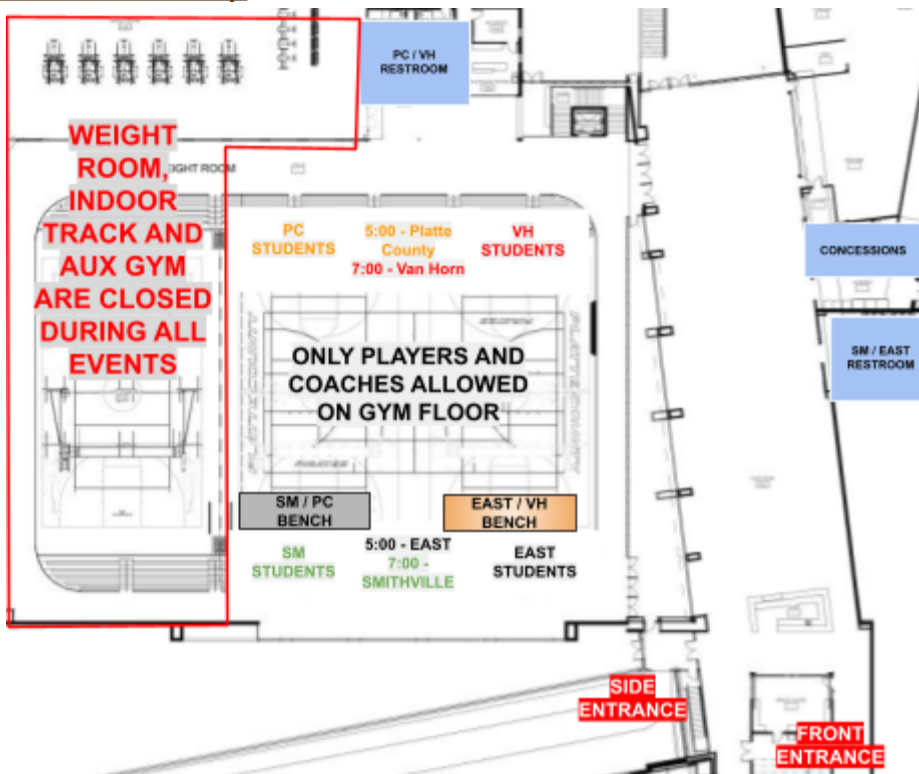 PC / VH
RESTROOM
WEIGHT
ROOM,
INDOOR
TRACK AND
AUX GYM
ARE CLOSED
DURING ALL
EVENTS
EIGHT ROOM
PC
STUDENTS
5:00 - Platte
County
7:00 - Van Horn
VH
STUDENTS
CONCESSIONS
SM / EAST
RESTROOM
ONLY PLAYERS AND
COACHES ALLOWED
ON GYM FLOOR
PIRATES
SM / PC
BENCH
EAST / VH
BENCH
SM
STUDENTS
5:00 - EAST
7:00 -
SMITHVILLE
EAST
STUDENTS
SIDE
ENTRANCE
FRONT
ENTRANCE